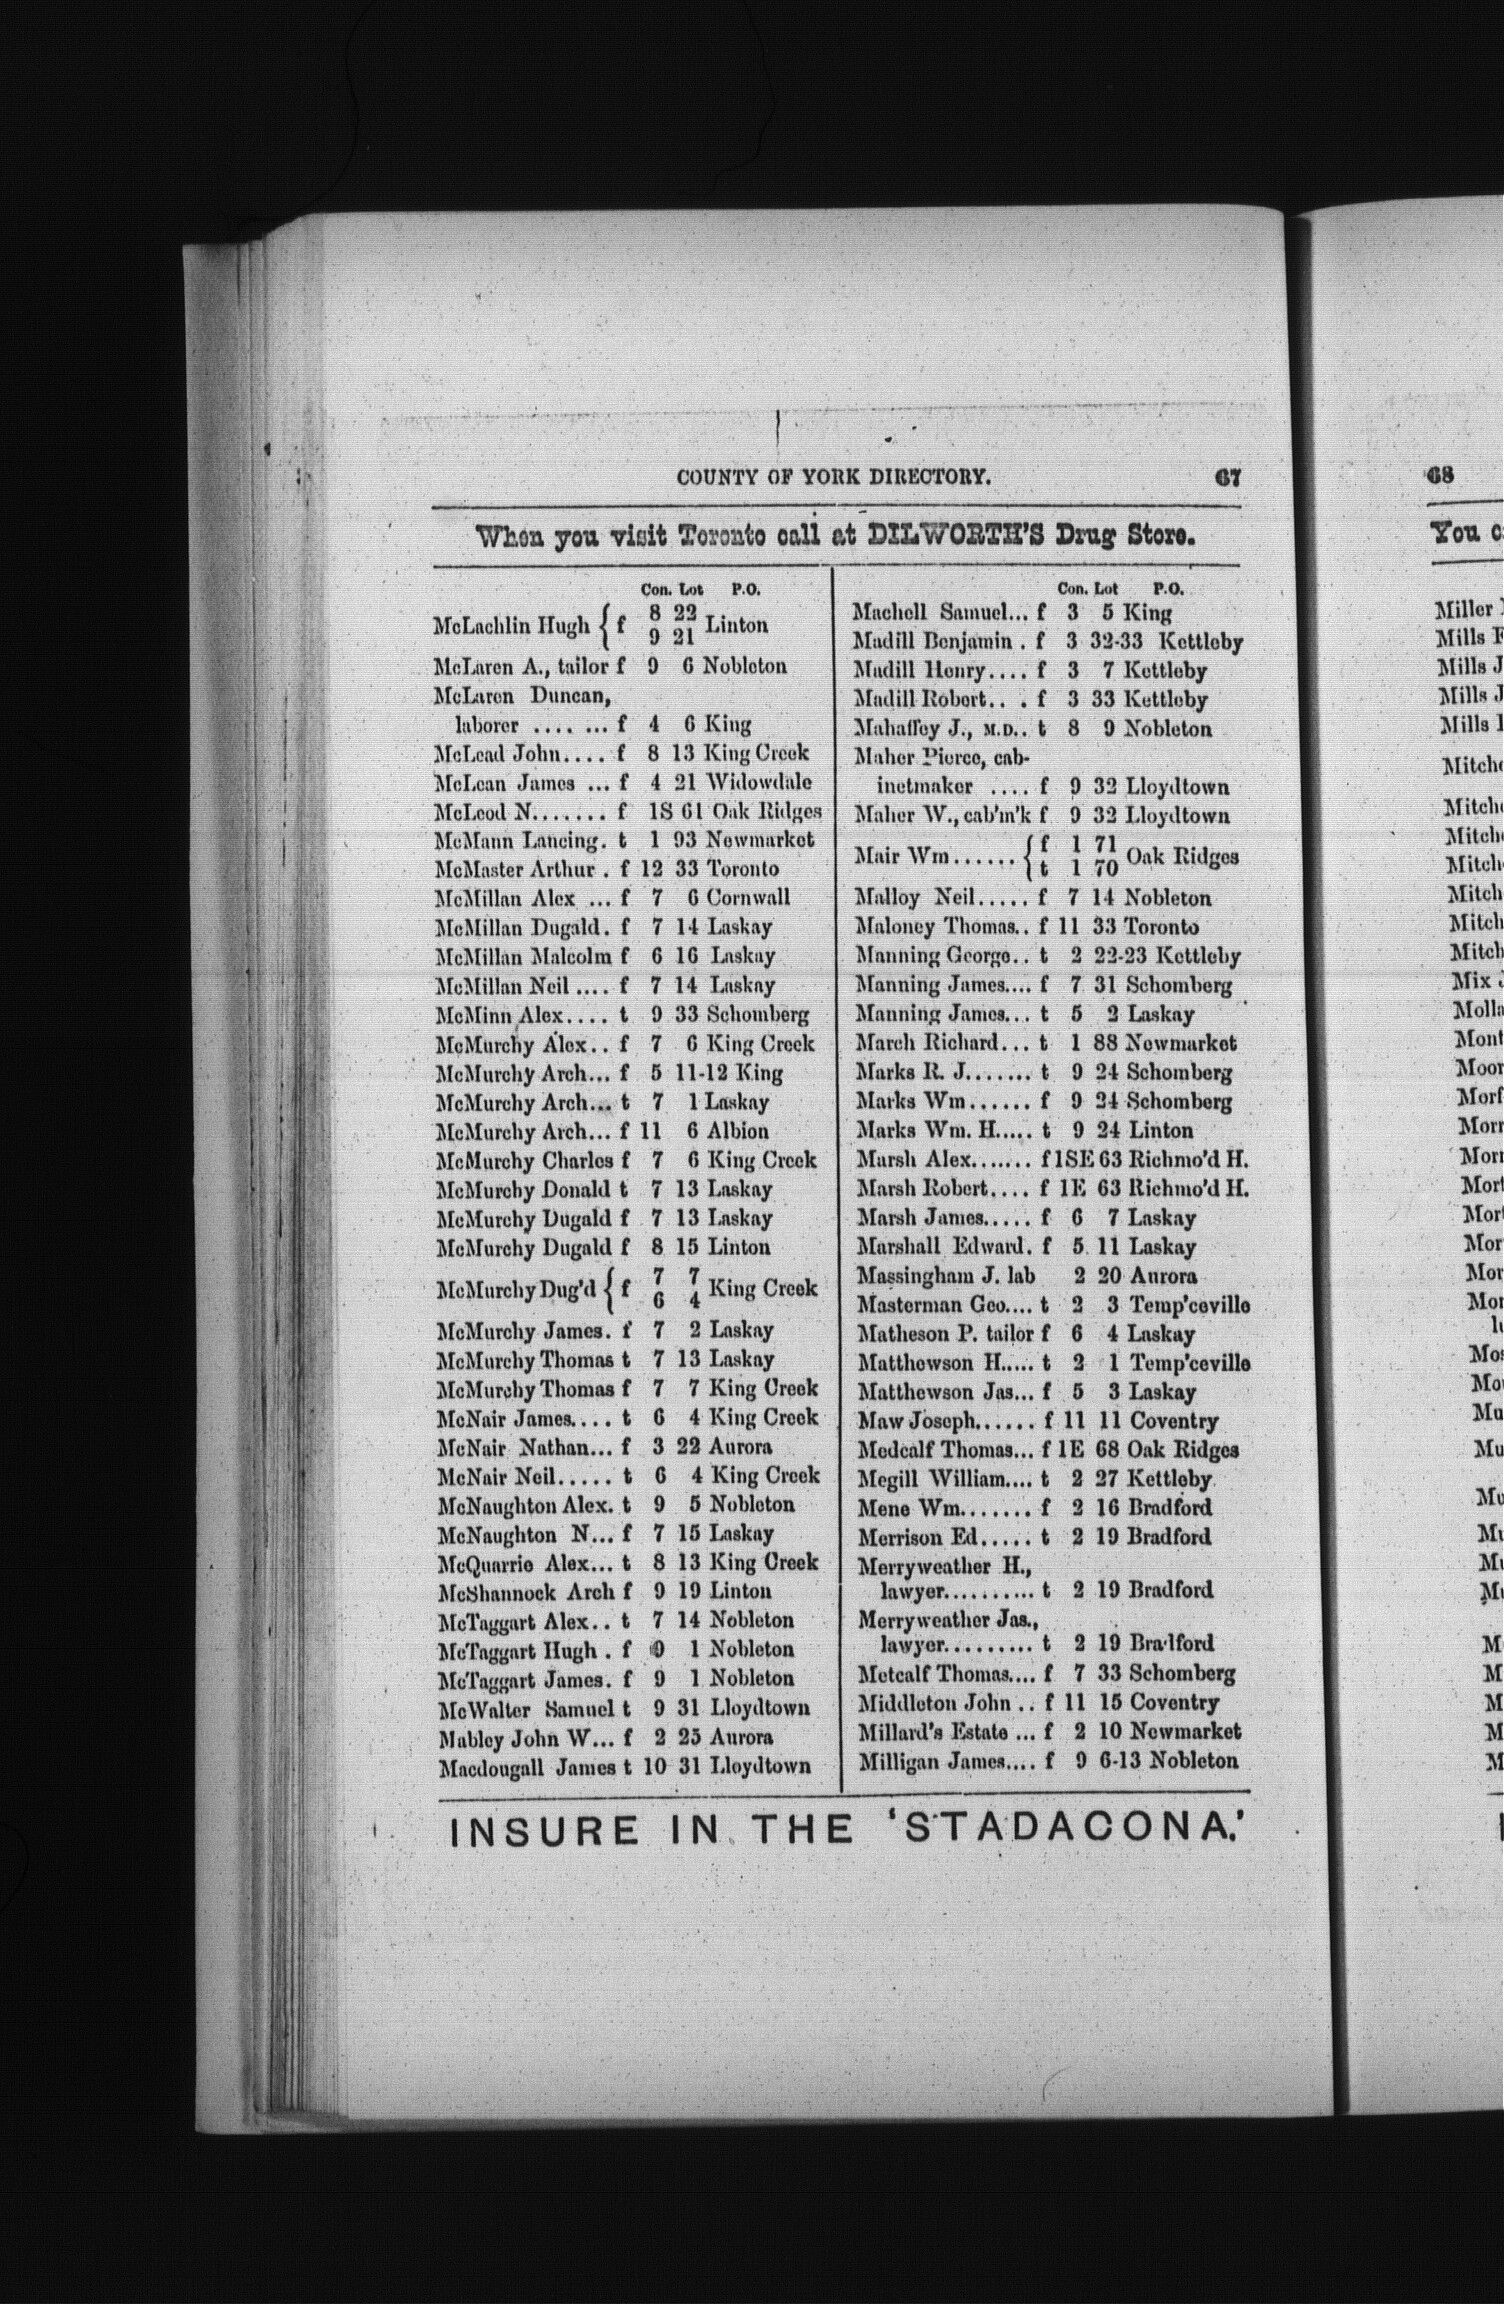 COUNTY OF YORK DIRECTORY. 67
When you visit Toronto call at DILWORTH'S Drug Store.
Con. Lot P.O.
McLachlin Hugh { f 8 22 Linton
9 21
McLaren A., tailor f 9 6 Nobleton
McLaren Duncan,
laborer ....... f 4 6 King
McLead John.... f 8 13 King Creek
McLean James ... f 4 21 Widowdale
McLeod N....... f 1S 61 Oak Ridges
McMann Lancing. t 1 93 Newmarket
McMaster Arthur . f 12 33 Toronto
McMillan Alex ... f 7 6 Cornwall
McMillan Dugald. f 7 14 Laskay
McMillan Malcolm f 6 16 Laskay
McMillan Neil .... f 7 14 Laskay
McMinn Alex.... t 9 33 Schomberg
McMurchy Alex.. f 7 6 King Creek
McMurchy Arch... f 5 11-12 King
McMurchy Arch... t 7 1 Laskay
McMurchy Arch... f 11 6 Albion
McMurchy Charles f 7 6 King Creek
McMurchy Donald t 7 13 Laskay
McMurchy Dugald f 7 13 Laskay
McMurchy Dugald f 8 15 Linton
McMurchy Dug'd { f 7 7 King Creek
6 4
McMurchy James. f 7 2 Laskay
McMurchy Thomas t 7 13 Laskay
McMurchy Thomas f 7 7 King Creek
McNair James.... t 6 4 King Creek
McNair Nathan... f 3 22 Aurora
McNair Neil..... t 6 4 King Creek
McNaughton Alex. t 9 5 Nobleton
McNaughton N... f 7 15 Laskay
McQuarrie Alex... t 8 13 King Creek
McShannock Arch f 9 19 Linton
McTaggart Alex.. t 7 14 Nobleton
McTaggart Hugh . f 9 1 Nobleton
McTaggart James. f 9 1 Nobleton
McWalter Samuel t 9 31 Lloydtown
Mabley John W... f 2 25 Aurora
Macdougall James t 10 31 Lloydtown
Con. Lot P.O.
Machell Samuel... f 3 5 King
Madill Benjamin . f 3 32-33 Kettleby
Madill Henry.... f 3 7 Kettleby
Madill Robert.. . f 3 33 Kettleby
Mahaffey J., M.D.. t 8 9 Nobleton
Maher Pierce, cab-
inetmaker .... f 9 32 Lloydtown
Maher W., cab'm'k f 9 32 Lloydtown
Mair Wm...... { f 1 71 Oak Ridges
t 1 70
Malloy Neil..... f 7 14 Nobleton
Maloney Thomas.. f 11 33 Toronto
Manning George.. t 2 22-23 Kettleby
Manning James.... f 7 31 Schomberg
Manning James... t 5 2 Laskay
March Richard... t 1 88 Newmarket
Marks R. J....... t 9 24 Schomberg
Marks Wm...... f 9 24 Schomberg
Marks Wm. H..... t 9 24 Linton
Marsh Alex....... f 1SE 63 Richmo'd H.
Marsh Robert.... f 1E 63 Richmo'd H.
Marsh James..... f 6 7 Laskay
Marshall Edward. f 5 11 Laskay
Massingham J. lab 2 20 Aurora
Masterman Geo.... t 2 3 Temp'ceville
Matheson P. tailor f 6 4 Laskay
Matthewson H..... t 2 1 Temp'ceville
Matthewson Jas... f 5 3 Laskay
Maw Joseph...... f 11 11 Coventry
Medcalf Thomas... f 1E 68 Oak Ridges
Megill William.... t 2 27 Kettleby
Mene Wm....... f 2 16 Bradford
Merrison Ed..... t 2 19 Bradford
Merryweather H.,
lawyer.......... t 2 19 Bradford
Merryweather Jas.,
lawyer......... t 2 19 Bradford
Metcalf Thomas.... f 7 33 Schomberg
Middleton John .. f 11 15 Coventry
Millard's Estate ... f 2 10 Newmarket
Milligan James.... f 9 6-13 Nobleton
INSURE IN THE 'STADACONA.'
68
You
Miller
Mills
Mills J
Mills
Mills
Mix